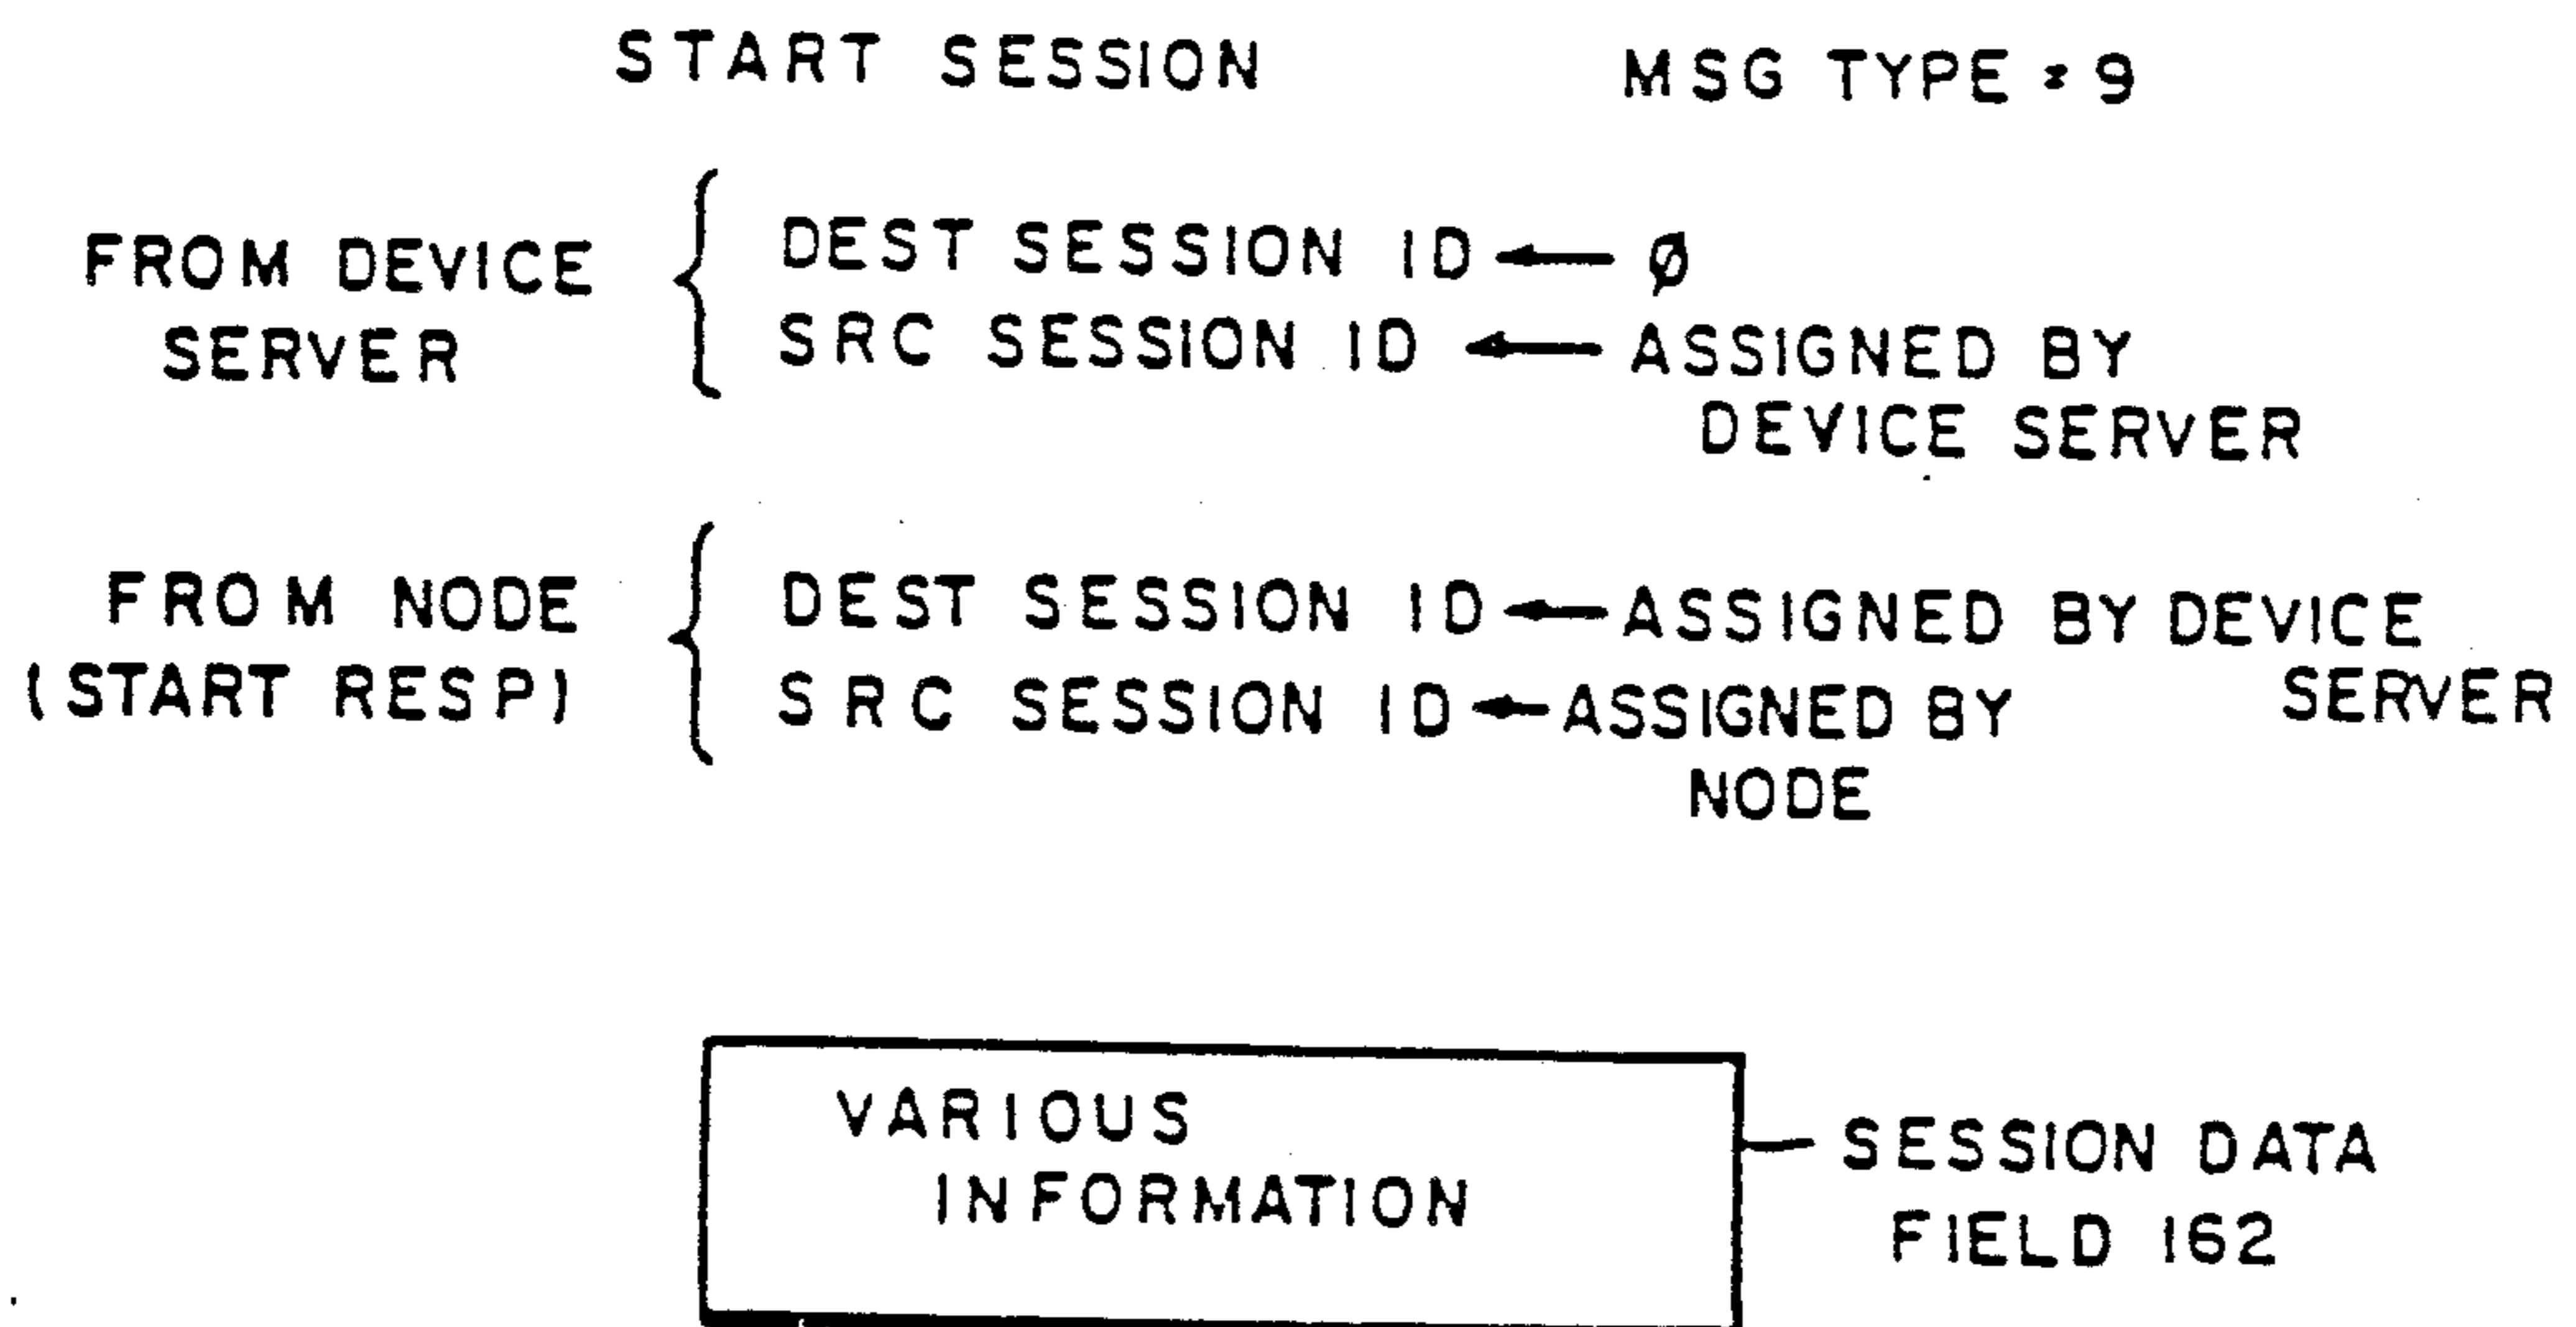 START SESSION MSG TYPE = 9
FROM DEVICE
SERVER
DEST SESSION ID ← Ø
SRC SESSION ID ← ASSIGNED BY
DEVICE SERVER
FROM NODE
(START RESP)
DEST SESSION ID ← ASSIGNED BY DEVICE
SERVER
SRC SESSION ID ← ASSIGNED BY
NODE
VARIOUS
INFORMATION
SESSION DATA
FIELD 162